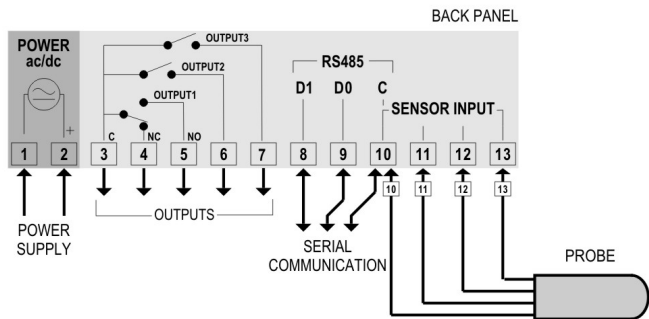 BACK PANEL
POWER
ac/dc
+
OUTPUT3
OUTPUT2
OUTPUT1
C
NC
NO
RS485
D1
D0
C
SENSOR INPUT
1
2
3
4
5
6
7
8
9
10
11
12
13
10
11
12
13
POWER
SUPPLY
OUTPUTS
SERIAL
COMMUNICATION
PROBE